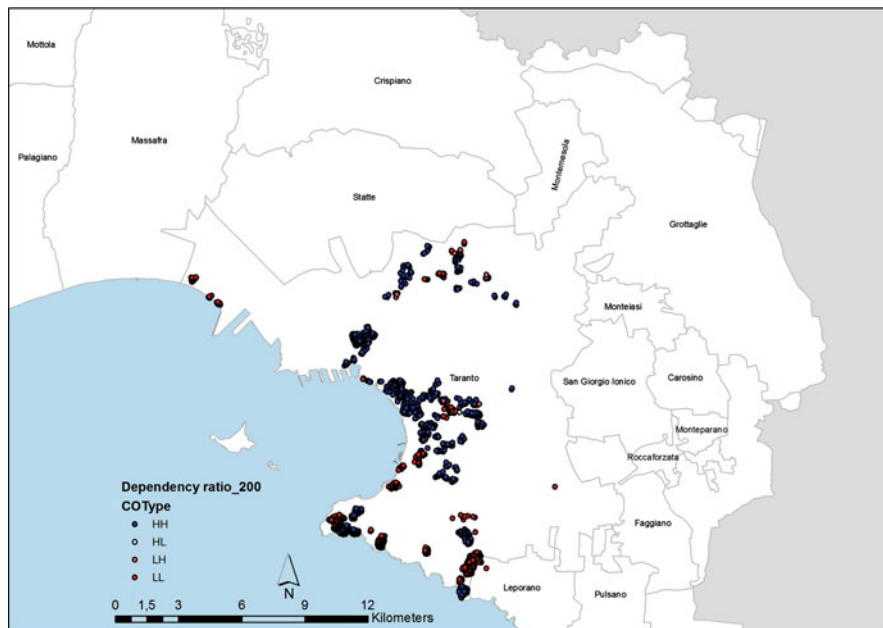 Mottola
Crispiano
Massafra
Palagiano
Montemesola
Statte
Grottaglie
Monteiasi
Taranto
San Giorgio Ionico
Carosino
Monteparano
Roccaforzata
Faggiano
Leporano
Pulsano
Dependency ratio_200
COType
HH
HL
LH
LL
N
0 1,5 3 6 9 12
Kilometers